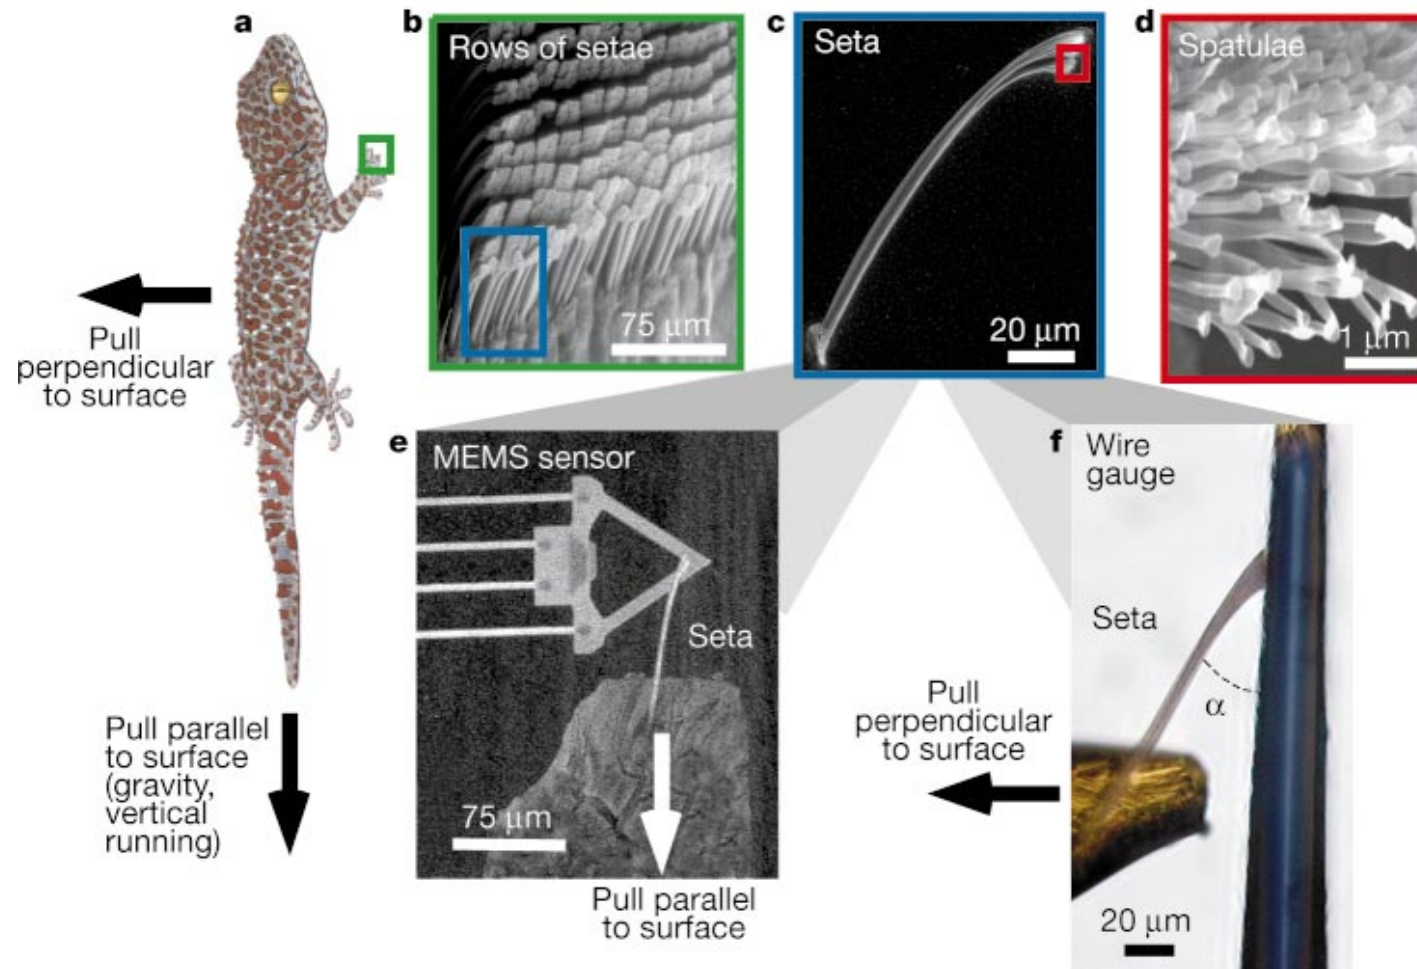 a
b
Rows of setae
75 μm
c
Seta
20 μm
d
Spatulae
1 μm
Pull
perpendicular
to surface
Pull parallel
to surface
(gravity,
vertical
running)
e
MEMS sensor
Seta
75 μm
Pull parallel
to surface
f
Wire
gauge
Seta
α
Pull
perpendicular
to surface
20 μm